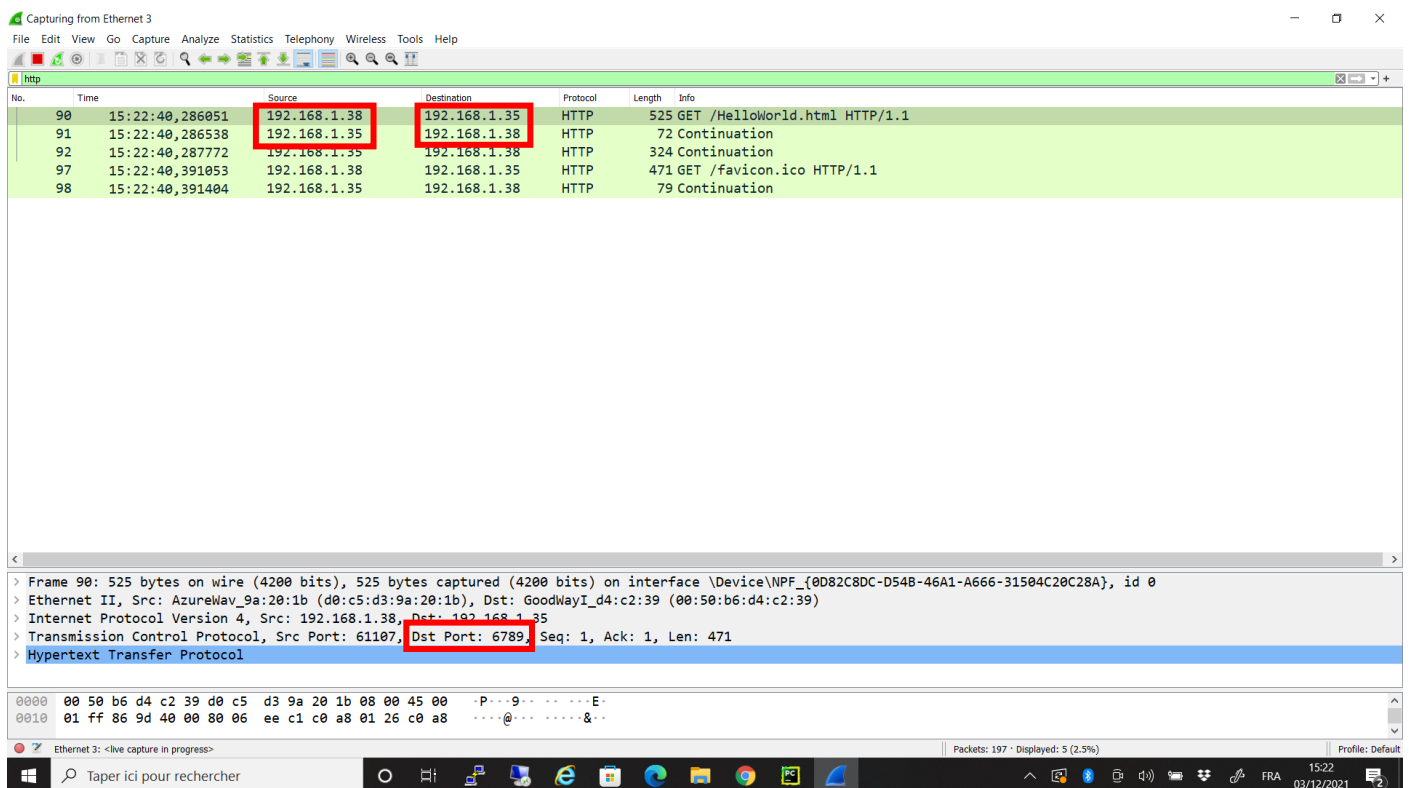 Capturing from Ethernet 3
File Edit View Go Capture Analyze Statistics Telephony Wireless Tools Help
http
No. Time Source Destination Protocol Length Info
90 15:22:40,286051 192.168.1.38 192.168.1.35 HTTP 525 GET /HelloWorld.html HTTP/1.1
91 15:22:40,286538 192.168.1.35 192.168.1.38 HTTP 72 Continuation
92 15:22:40,287772 192.168.1.35 192.168.1.38 HTTP 324 Continuation
97 15:22:40,391053 192.168.1.38 192.168.1.35 HTTP 471 GET /favicon.ico HTTP/1.1
98 15:22:40,391404 192.168.1.35 192.168.1.38 HTTP 79 Continuation
> Frame 90: 525 bytes on wire (4200 bits), 525 bytes captured (4200 bits) on interface \Device\NPF_{0D82C8DC-D54B-46A1-A666-31504C20C28A}, id 0
> Ethernet II, Src: AzureWav_9a:20:1b (d0:c5:d3:9a:20:1b), Dst: GoodWayI_d4:c2:39 (00:50:b6:d4:c2:39)
> Internet Protocol Version 4, Src: 192.168.1.38, Dst: 192.168.1.35
> Transmission Control Protocol, Src Port: 61107, Dst Port: 6789, Seq: 1, Ack: 1, Len: 471
> Hypertext Transfer Protocol
0000 00 50 b6 d4 c2 39 d0 c5 d3 9a 20 1b 08 00 45 00 ·P···9·· ·· ···E·
0010 01 ff 86 9d 40 00 80 06 ee c1 c0 a8 01 26 c0 a8 ····@··· ·····&··
Ethernet 3: <live capture in progress> Packets: 197 · Displayed: 5 (2.5%) Profile: Default
Taper ici pour rechercher PC FRA 15:22
03/12/2021 2